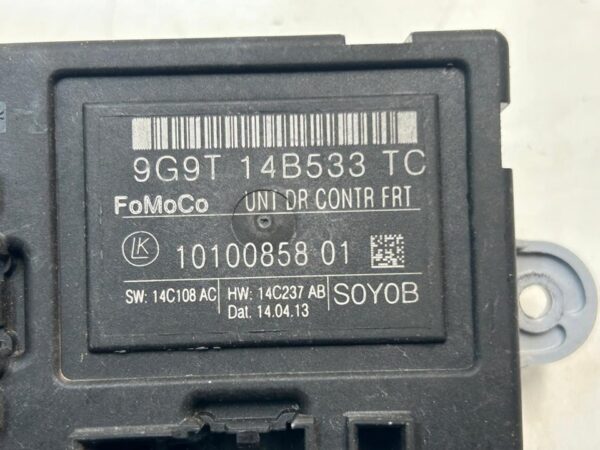 9G9T 14B533 TC
FoMoCo UNI DR CONTR FRT
LK 10100858 01
SW: 14C108 AC HW: 14C237 AB S0Y0B
Dat. 14.04.13